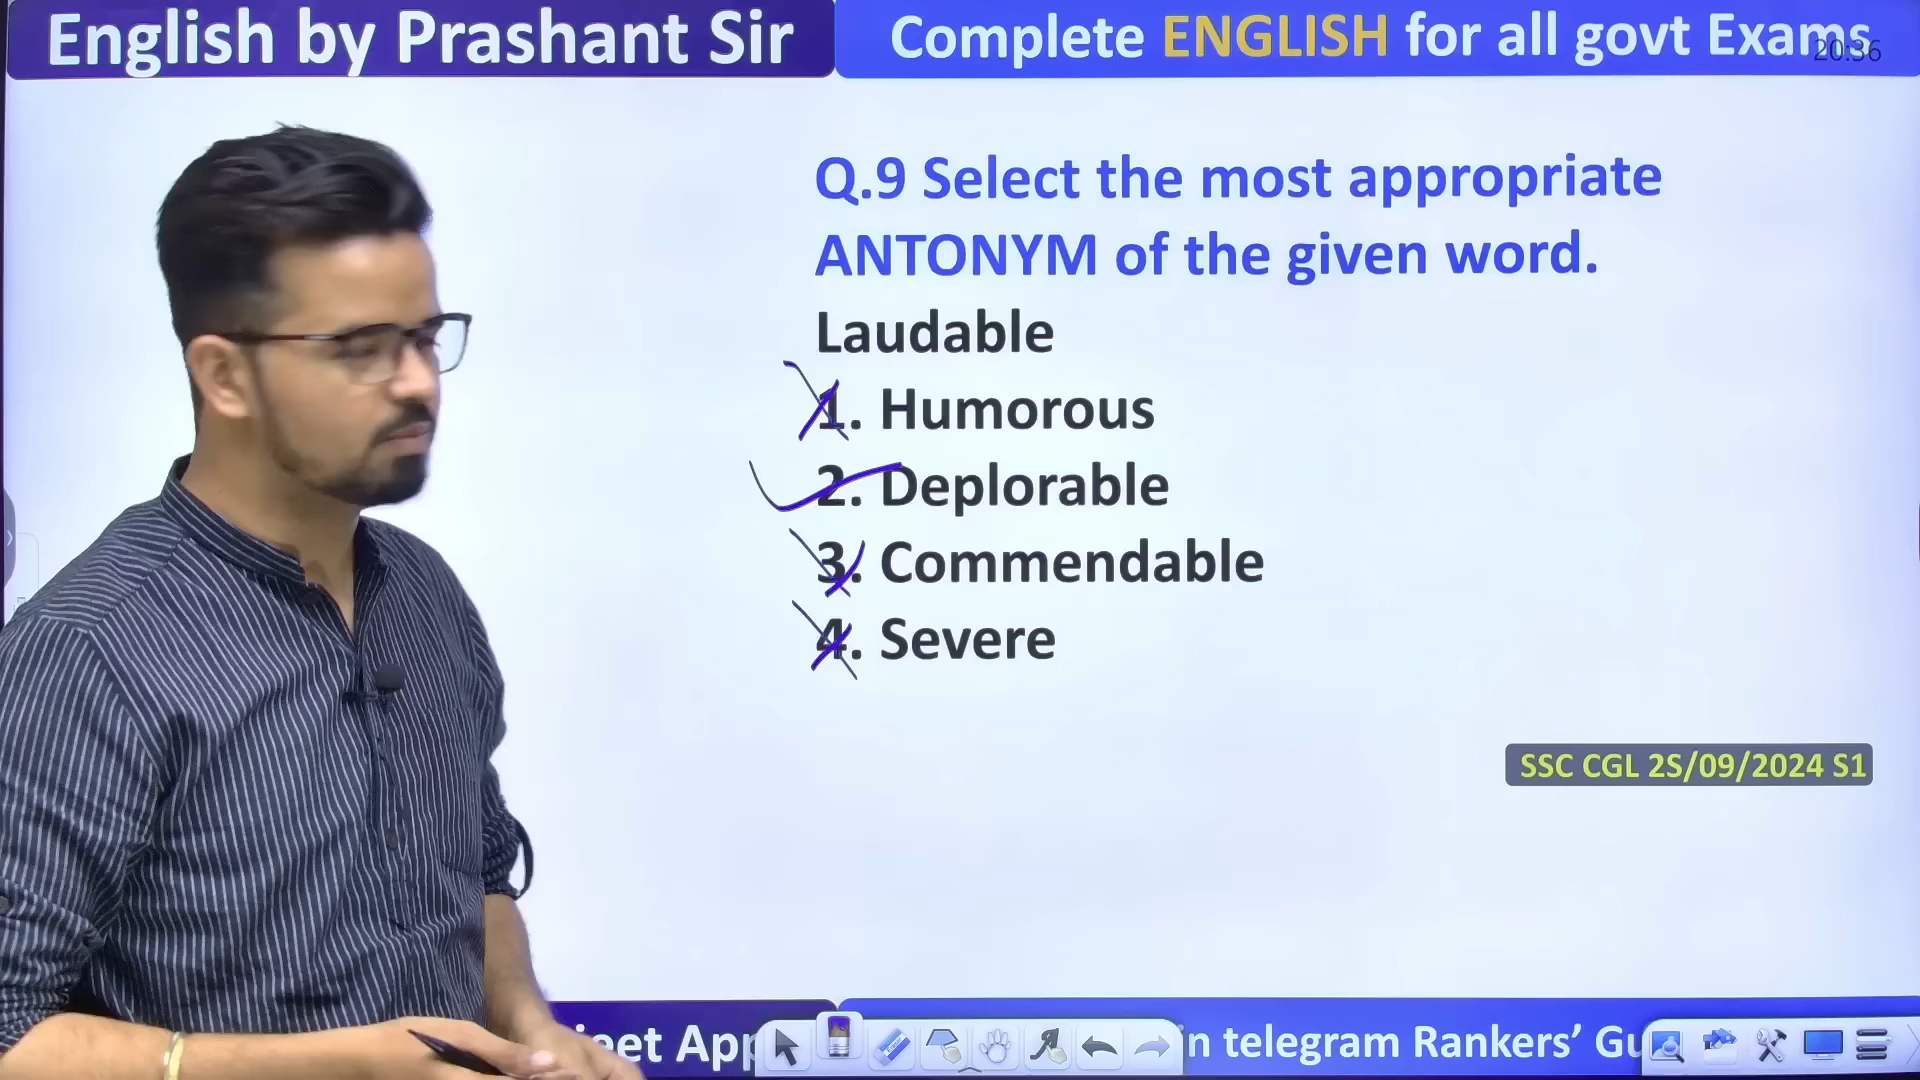 English by Prashant Sir
Complete ENGLISH for all govt Exams
20:36
Q.9 Select the most appropriate
ANTONYM of the given word.
Laudable
1. Humorous
2. Deplorable
3. Commendable
4. Severe
SSC CGL 2S/09/2024 S1
telegram Rankers’